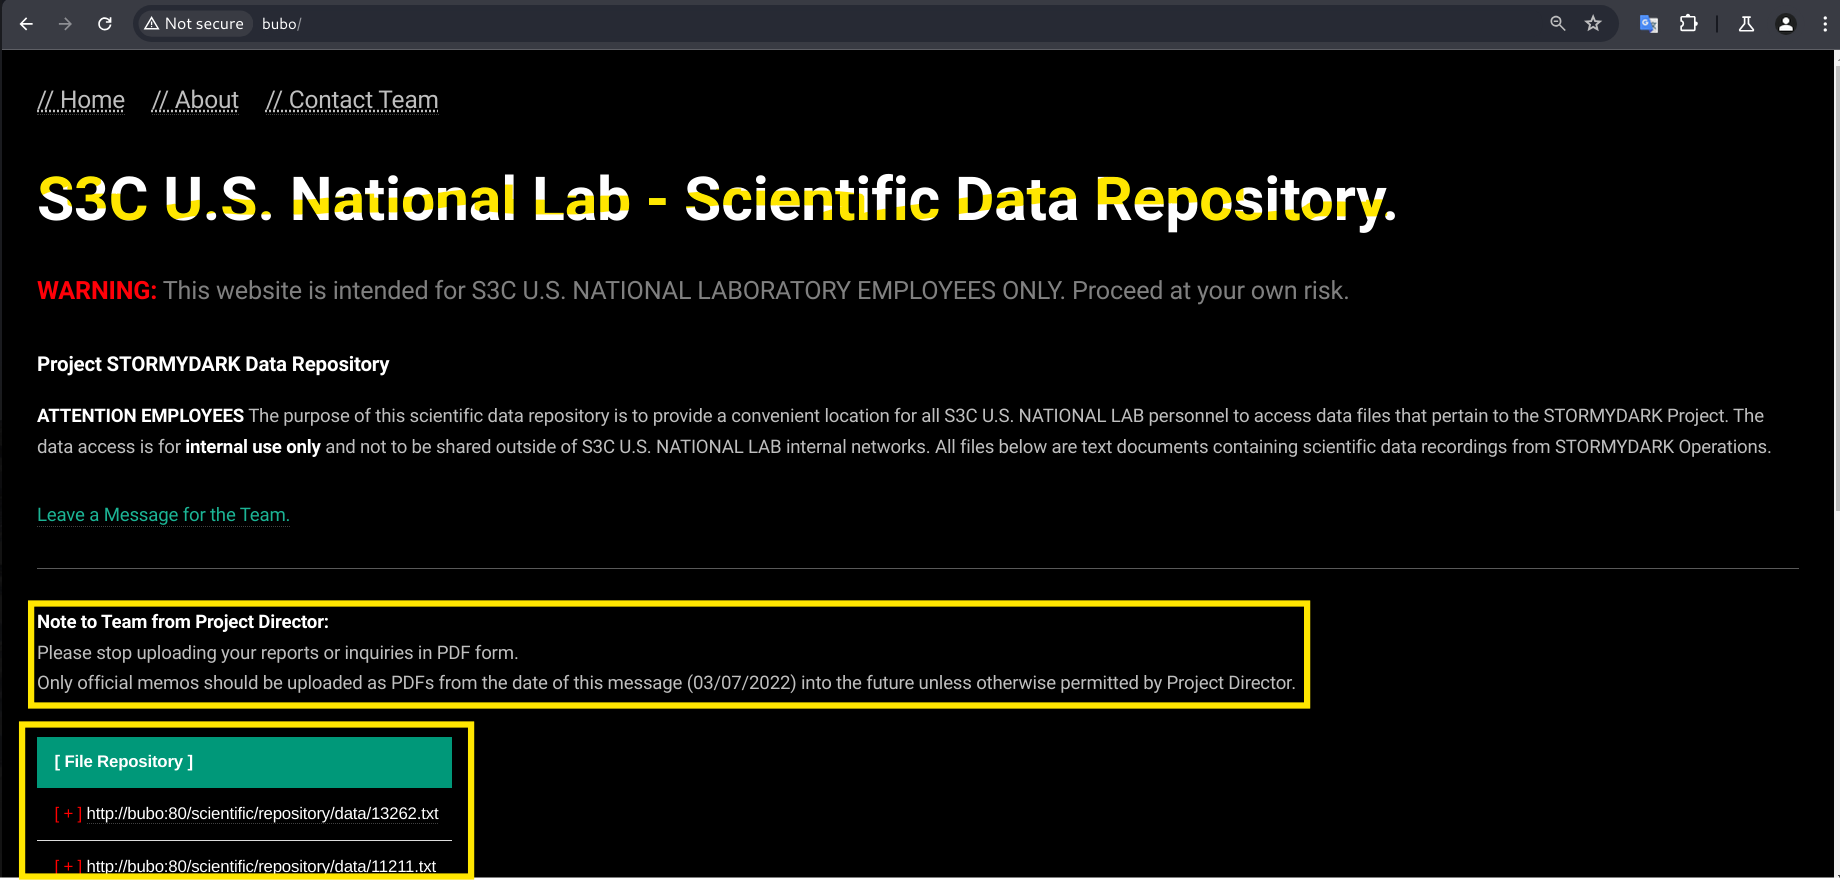 Not secure bubo/
// Home // About // Contact Team
S3C U.S. National Lab - Scientific Data Repository.
WARNING: This website is intended for S3C U.S. NATIONAL LABORATORY EMPLOYEES ONLY. Proceed at your own risk.
Project STORMYDARK Data Repository
ATTENTION EMPLOYEES The purpose of this scientific data repository is to provide a convenient location for all S3C U.S. NATIONAL LAB personnel to access data files that pertain to the STORMYDARK Project. The
data access is for internal use only and not to be shared outside of S3C U.S. NATIONAL LAB internal networks. All files below are text documents containing scientific data recordings from STORMYDARK Operations.
Leave a Message for the Team.
Note to Team from Project Director:
Please stop uploading your reports or inquiries in PDF form.
Only official memos should be uploaded as PDFs from the date of this message (03/07/2022) into the future unless otherwise permitted by Project Director.
[ File Repository ]
[ + ] http://bubo:80/scientific/repository/data/13262.txt
[ + ] http://bubo:80/scientific/repository/data/11211.txt